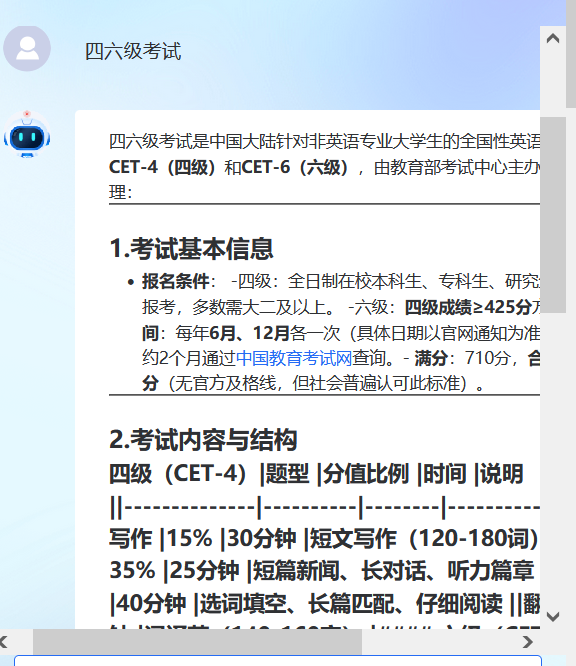 四六级考试
四六级考试是中国大陆针对非英语专业大学生的全国性英语
CET-4（四级）和CET-6（六级），由教育部考试中心主办
理：
1.考试基本信息
• 报名条件： -四级：全日制在校本科生、专科生、研究
报考，多数需大二及以上。 -六级：四级成绩≥425分
间：每年6月、12月各一次（具体日期以官网通知为准
约2个月通过中国教育考试网查询。- 满分：710分，合
分（无官方及格线，但社会普遍认可此标准）。
2.考试内容与结构
四级（CET-4）|题型 |分值比例 |时间 |说明
||--------------|----------|--------|----------
写作 |15% |30分钟 |短文写作（120-180词）
35% |25分钟 |短篇新闻、长对话、听力篇章
|40分钟 |选词填空、长篇匹配、仔细阅读 ||翻